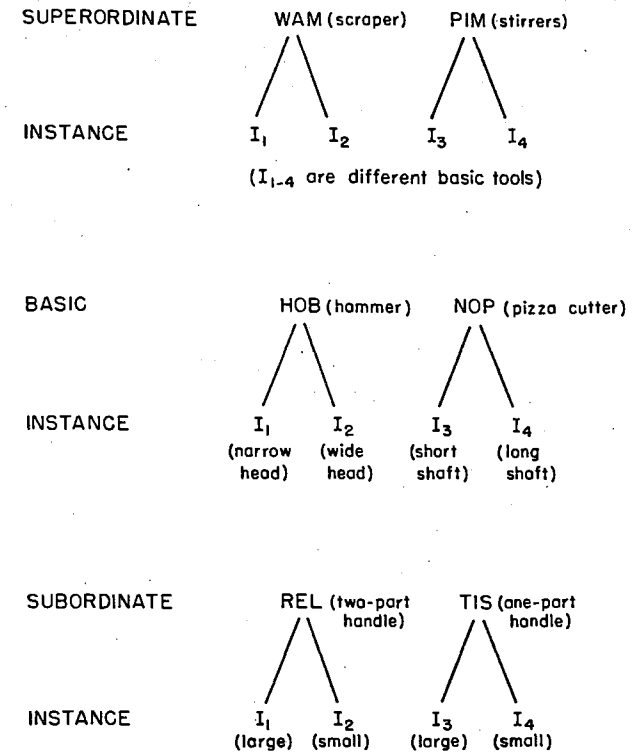 SUPERORDINATE WAM (scraper) PIM (stirrers)
INSTANCE I₁ I₂ I₃ I₄
(I₁₋₄ are different basic tools)
BASIC HOB (hammer) NOP (pizza cutter)
INSTANCE I₁ I₂ I₃ I₄
(narrow (wide (short (long
head) head) shaft) shaft)
SUBORDINATE REL (two-part TIS (one-part
handle) handle)
INSTANCE I₁ I₂ I₃ I₄
(large) (small) (large) (small)